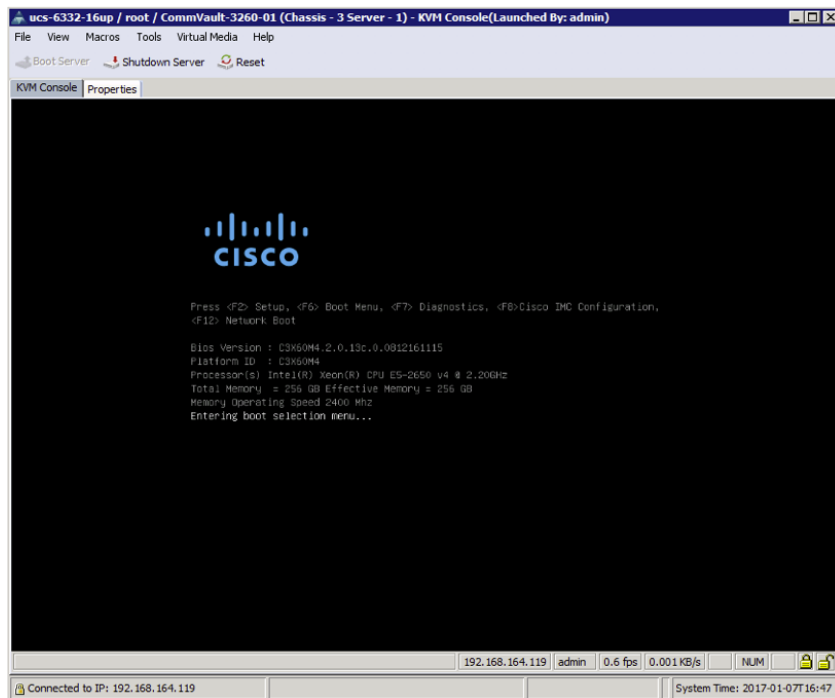 ucs-6332-16up / root / CommVault-3260-01 (Chassis - 3 Server - 1) - KVM Console(Launched By: admin)
File View Macros Tools Virtual Media Help
Boot Server Shutdown Server Reset
KVM Console Properties
CISCO
Press <F2> Setup, <F6> Boot Menu, <F7> Diagnostics, <F8>Cisco IMC Configuration,
<F12> Network Boot
Bios Version : C3X60M4.2.0.13c.0.0812161115
Platform ID : C3X60M4
Processor(s) Intel(R) Xeon(R) CPU E5-2650 v4 @ 2.20GHz
Total Memory = 256 GB Effective Memory = 256 GB
Memory Operating Speed 2400 Mhz
Entering boot selection menu...
192.168.164.119 admin 0.6 fps 0.001 KB/s NUM
Connected to IP: 192.168.164.119 System Time: 2017-01-07T16:47